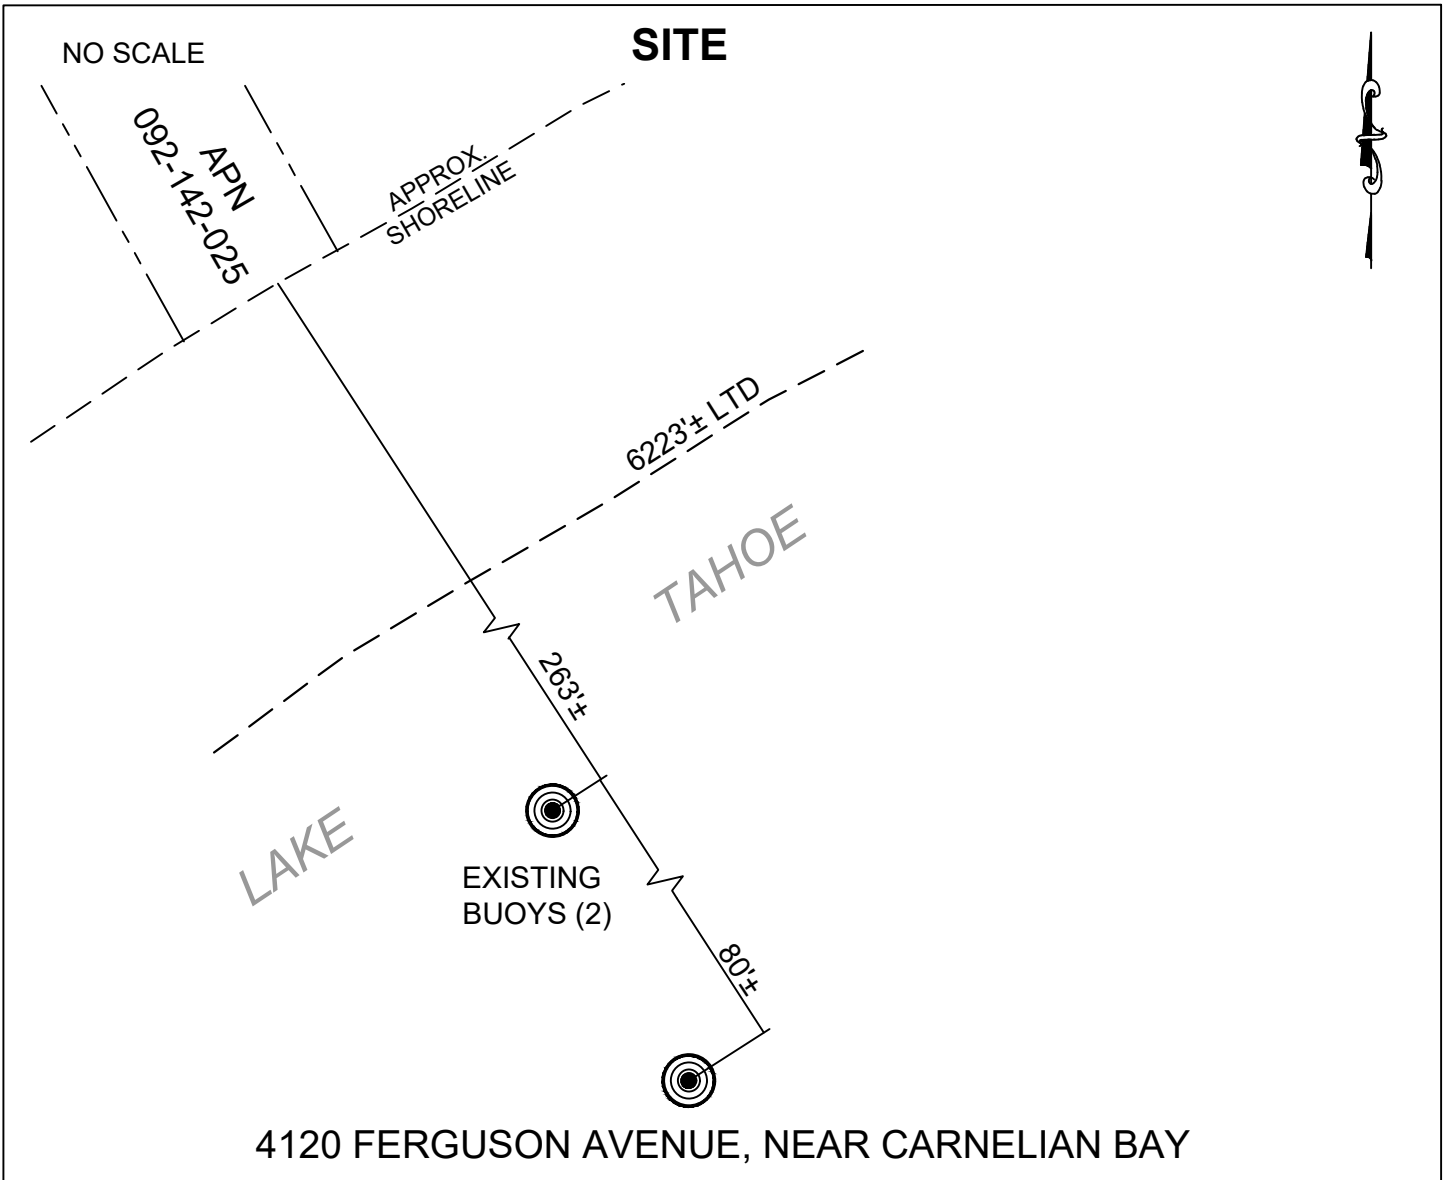 NO SCALE
SITE
APN
092-142-025
APPROX.
SHORELINE
6223'± LTD
TAHOE
263'±
LAKE
EXISTING
BUOYS (2)
80'±
4120 FERGUSON AVENUE, NEAR CARNELIAN BAY